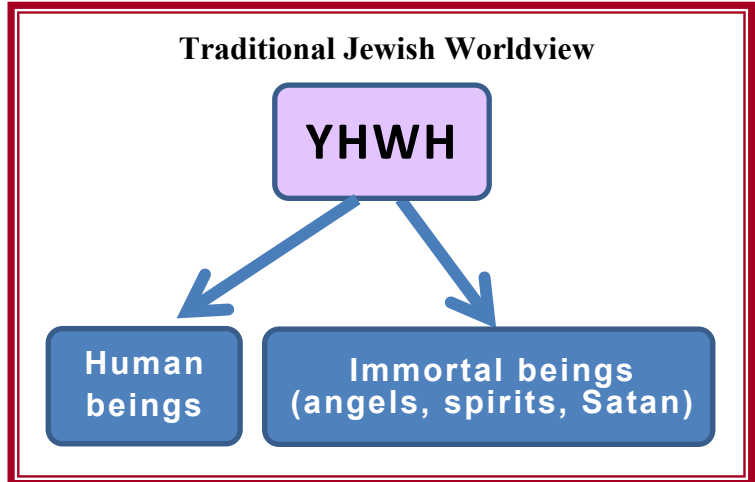 Traditional Jewish Worldview
YHWH
Human
beings
Immortal beings
(angels, spirits, Satan)